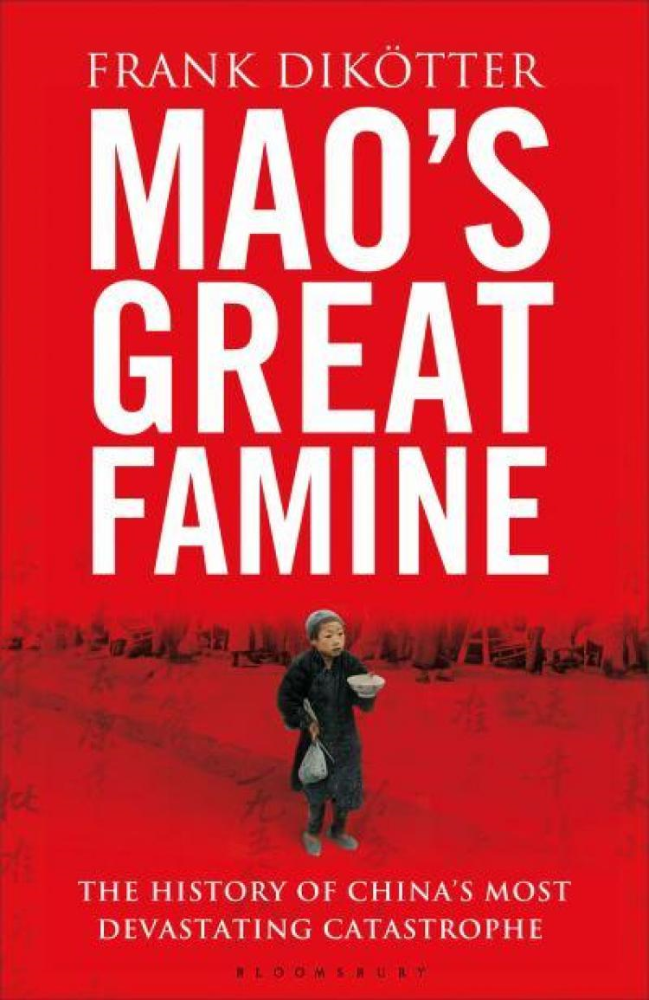 FRANK DIKÖTTER
MAO'S
GREAT
FAMINE
THE HISTORY OF CHINA'S MOST
DEVASTATING CATASTROPHE
BLOOMSBURY